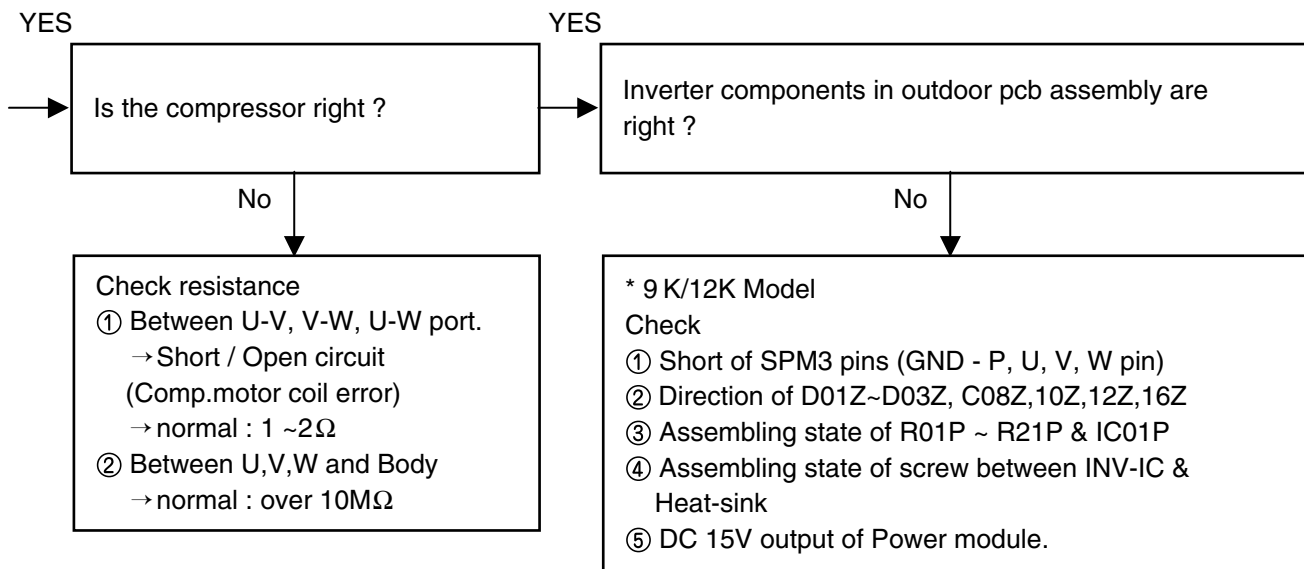 YES
YES
Is the compressor right ?
Inverter components in outdoor pcb assembly are
right ?
No
No
Check resistance
① Between U-V, V-W, U-W port.
→ Short / Open circuit
(Comp.motor coil error)
→ normal : 1 ~2Ω
② Between U,V,W and Body
→ normal : over 10MΩ
* 9 K/12K Model
Check
① Short of SPM3 pins (GND - P, U, V, W pin)
② Direction of D01Z~D03Z, C08Z,10Z,12Z,16Z
③ Assembling state of R01P ~ R21P & IC01P
④ Assembling state of screw between INV-IC &
Heat-sink
⑤ DC 15V output of Power module.